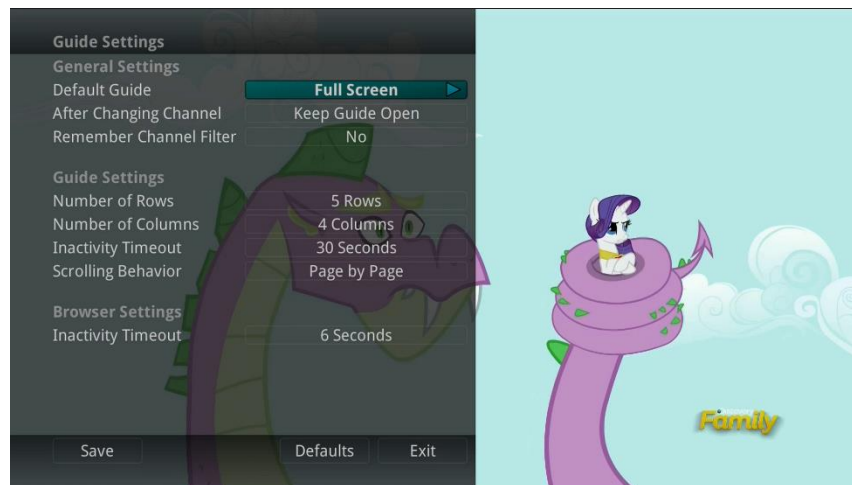 Guide Settings
General Settings
Default Guide Full Screen
After Changing Channel Keep Guide Open
Remember Channel Filter No
Guide Settings
Number of Rows 5 Rows
Number of Columns 4 Columns
Inactivity Timeout 30 Seconds
Scrolling Behavior Page by Page
Browser Settings
Inactivity Timeout 6 Seconds
Save Defaults Exit
Discovery
Family